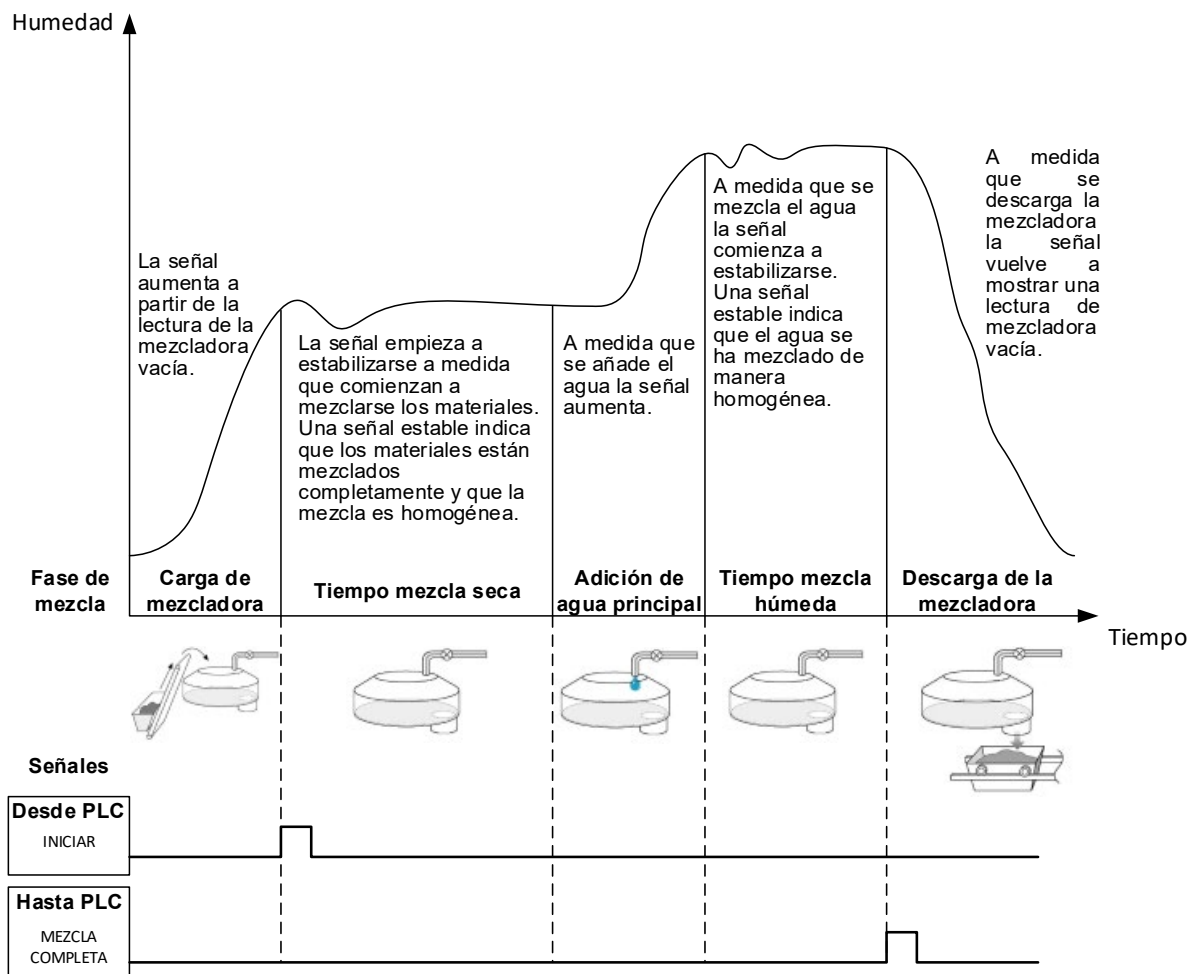 Humedad
La señal
aumenta a
partir de la
lectura de la
mezcladora
vacía.
La señal empieza a
estabilizarse a medida
que comienzan a
mezclarse los materiales.
Una señal estable indica
que los materiales están
mezclados
completamente y que la
mezcla es homogénea.
A medida que
se añade el
agua la señal
aumenta.
A medida que se
mezcla el agua
la señal
comienza a
estabilizarse.
Una señal
estable indica
que el agua se
ha mezclado de
manera
homogénea.
A medida
que se
descarga la
mezcladora
la señal
vuelve a
mostrar una
lectura de
mezcladora
vacía.
Fase de
mezcla
Carga de
mezcladora
Tiempo mezcla seca
Adición de
agua principal
Tiempo mezcla
húmeda
Descarga de la
mezcladora
Tiempo
Señales
Desde PLC
INICIAR
Hasta PLC
MEZCLA
COMPLETA